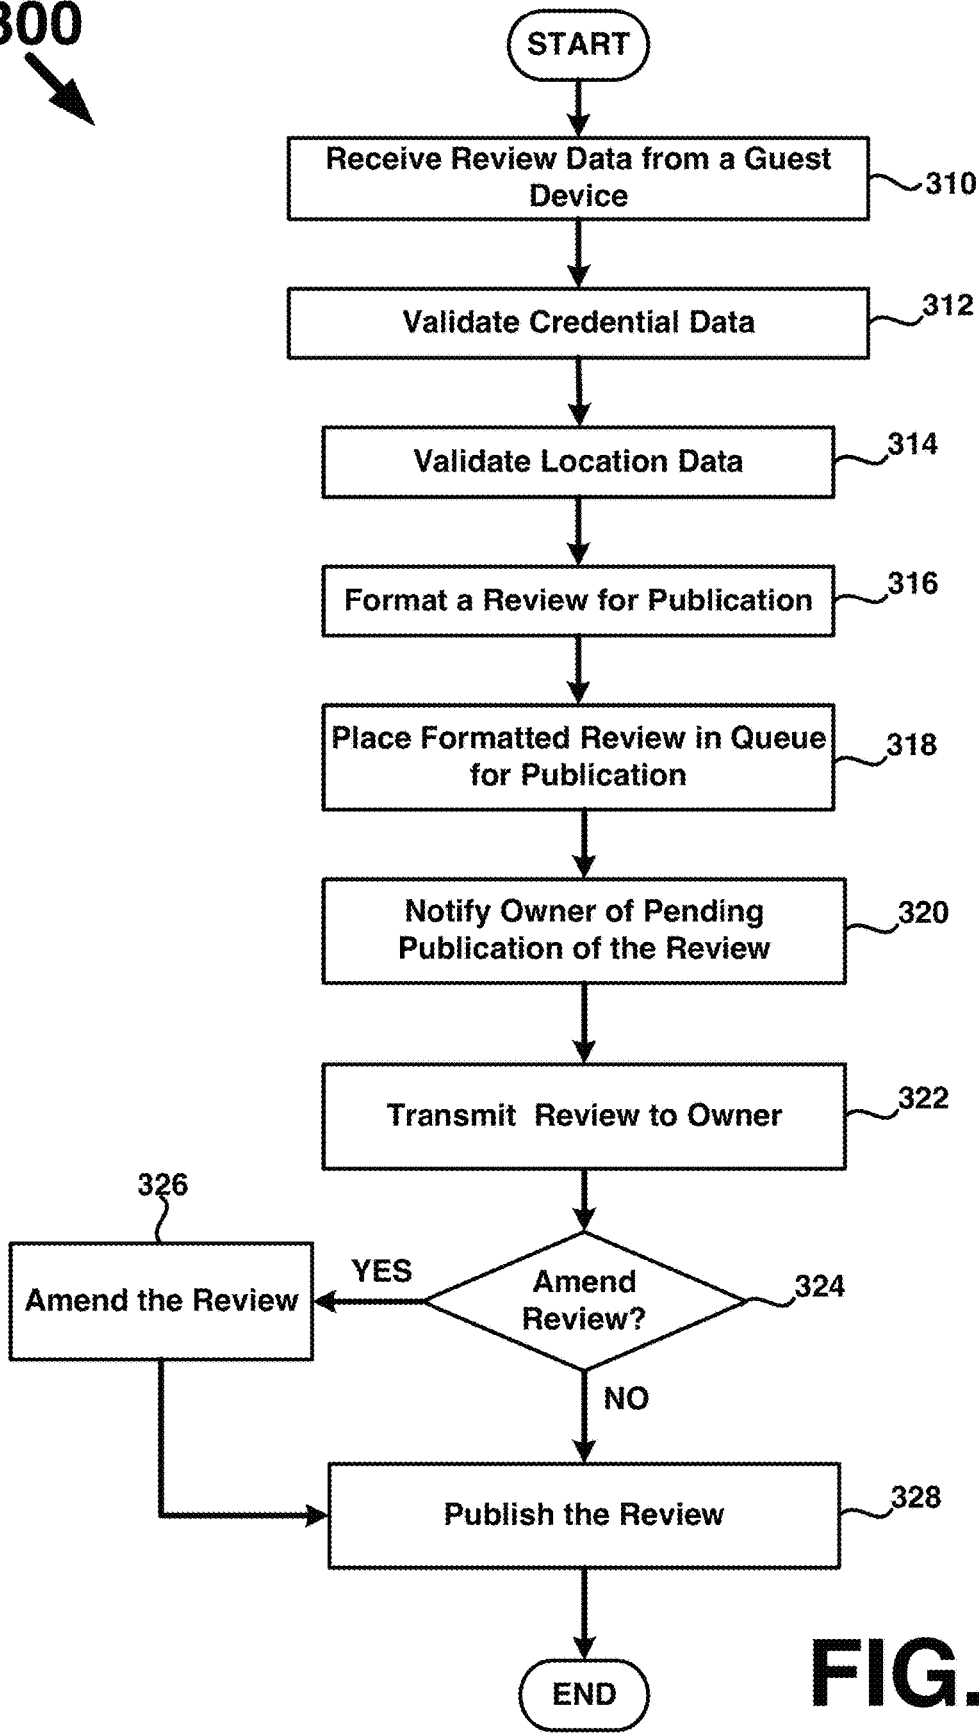 300
START
Receive Review Data from a Guest
Device
310
Validate Credential Data
312
Validate Location Data
314
Format a Review for Publication
316
Place Formatted Review in Queue
for Publication
318
Notify Owner of Pending
Publication of the Review
320
Transmit Review to Owner
322
326
Amend the Review
YES
Amend
Review?
324
NO
Publish the Review
328
END
FIG.